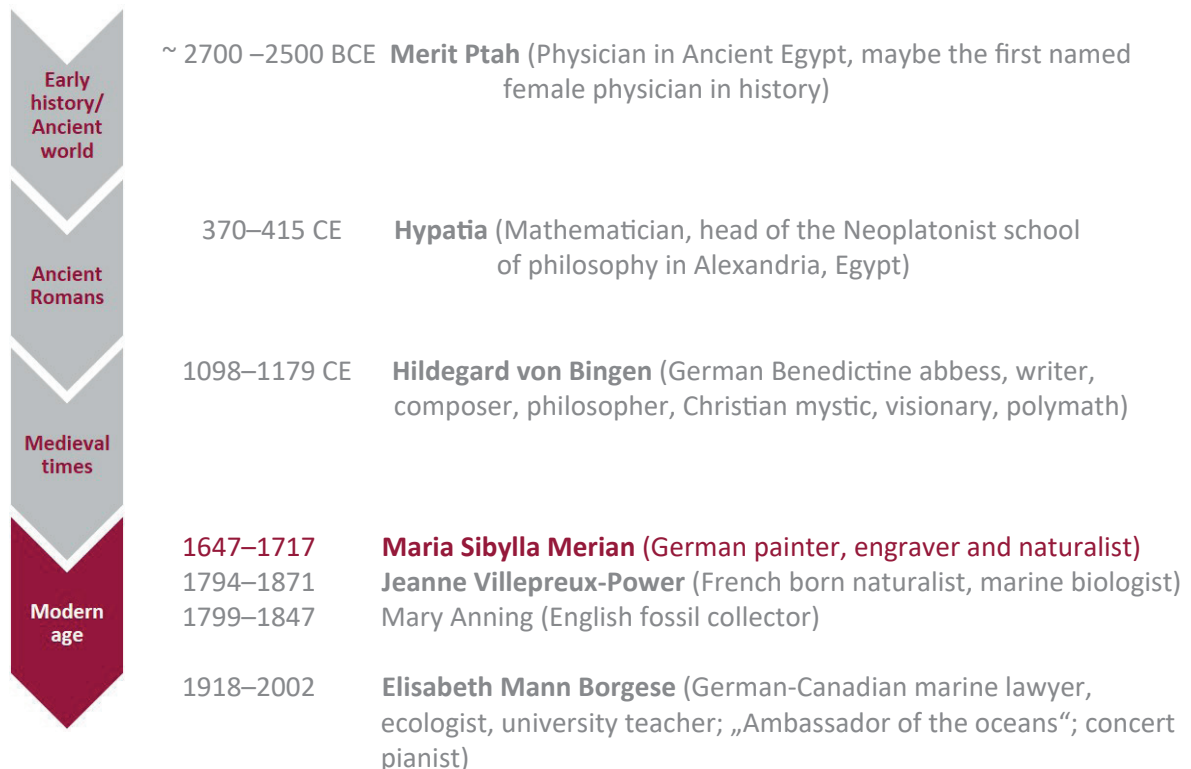 Early
history/
Ancient
world
~ 2700 –2500 BCE Merit Ptah (Physician in Ancient Egypt, maybe the first named
female physician in history)
Ancient
Romans
370–415 CE Hypatia (Mathematician, head of the Neoplatonist school
of philosophy in Alexandria, Egypt)
Medieval
times
1098–1179 CE Hildegard von Bingen (German Benedictine abbess, writer,
composer, philosopher, Christian mystic, visionary, polymath)
Modern
age
1647–1717 Maria Sibylla Merian (German painter, engraver and naturalist)
1794–1871 Jeanne Villepreux-Power (French born naturalist, marine biologist)
1799–1847 Mary Anning (English fossil collector)
1918–2002 Elisabeth Mann Borgese (German-Canadian marine lawyer,
ecologist, university teacher; „Ambassador of the oceans“; concert
pianist)